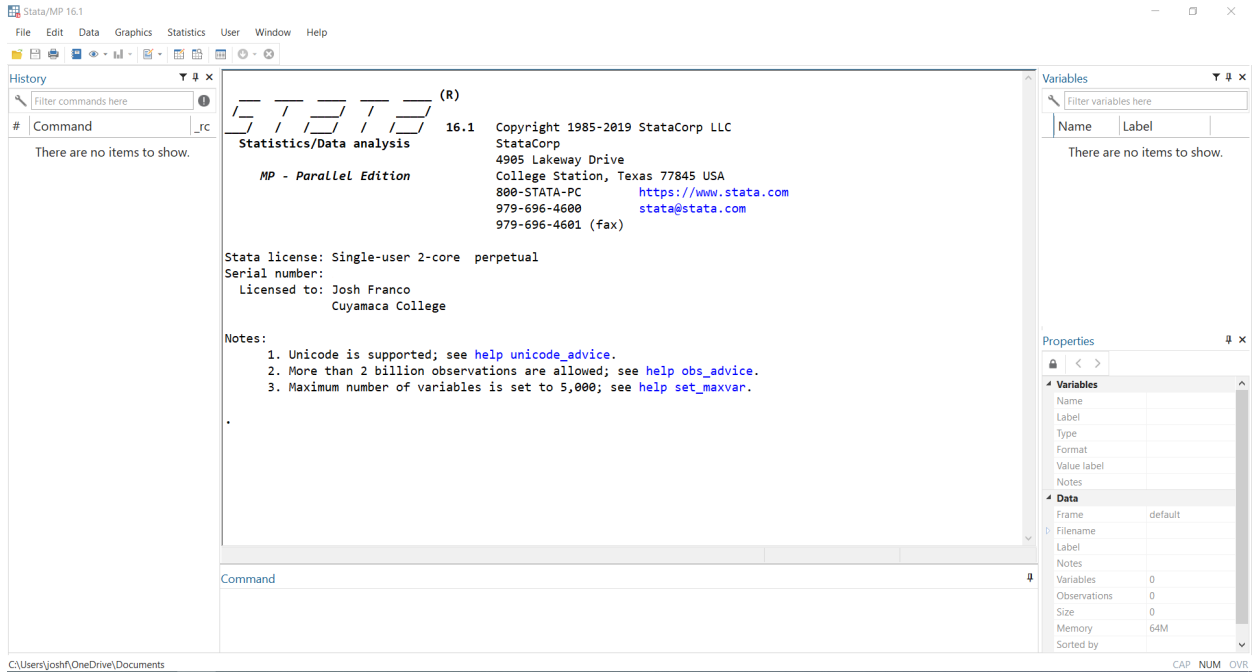 Stata/MP 16.1
File Edit Data Graphics Statistics User Window Help
History
Filter commands here
# Command _rc
There are no items to show.
(R)
16.1 Copyright 1985-2019 StataCorp LLC
Statistics/Data analysis StataCorp
4905 Lakeway Drive
MP - Parallel Edition College Station, Texas 77845 USA
800-STATA-PC https://www.stata.com
979-696-4600 stata@stata.com
979-696-4601 (fax)
Stata license: Single-user 2-core perpetual
Serial number:
Licensed to: Josh Franco
Cuyamaca College
Notes:
1. Unicode is supported; see help unicode_advice.
2. More than 2 billion observations are allowed; see help obs_advice.
3. Maximum number of variables is set to 5,000; see help set_maxvar.
.
Command
Variables
Filter variables here
Name Label
There are no items to show.
Properties
Variables
Name
Label
Type
Format
Value label
Notes
Data
Frame default
Filename
Label
Notes
Variables 0
Observations 0
Size 0
Memory 64M
Sorted by
C:\Users\joshf\OneDrive\Documents
CAP NUM OVR